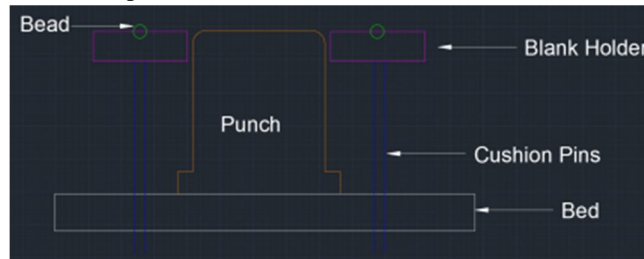 Bead
Blank Holder
Punch
Cushion Pins
Bed